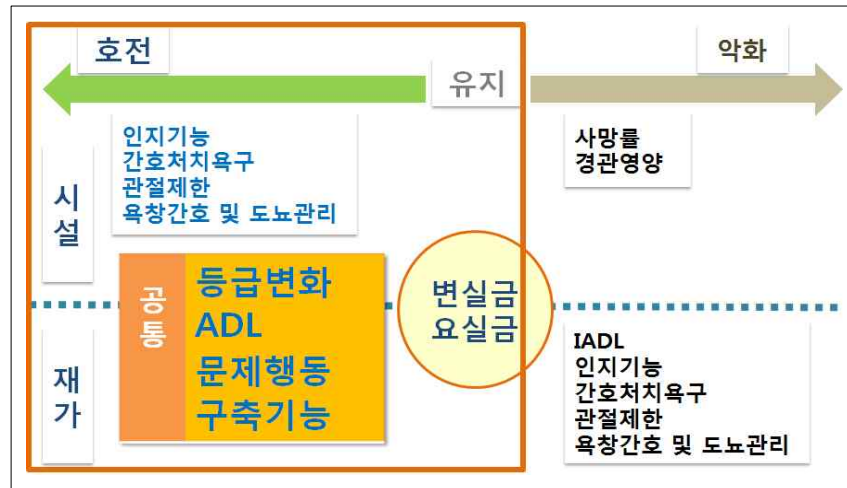 호전
유지
악화
시설
인지기능
간호처치욕구
관절제한
욕창간호 및 도뇨관리
사망률
경관영양
공통
등급변화
ADL
문제행동
구축기능
변실금
요실금
재가
IADL
인지기능
간호처치욕구
관절제한
욕창간호 및 도뇨관리